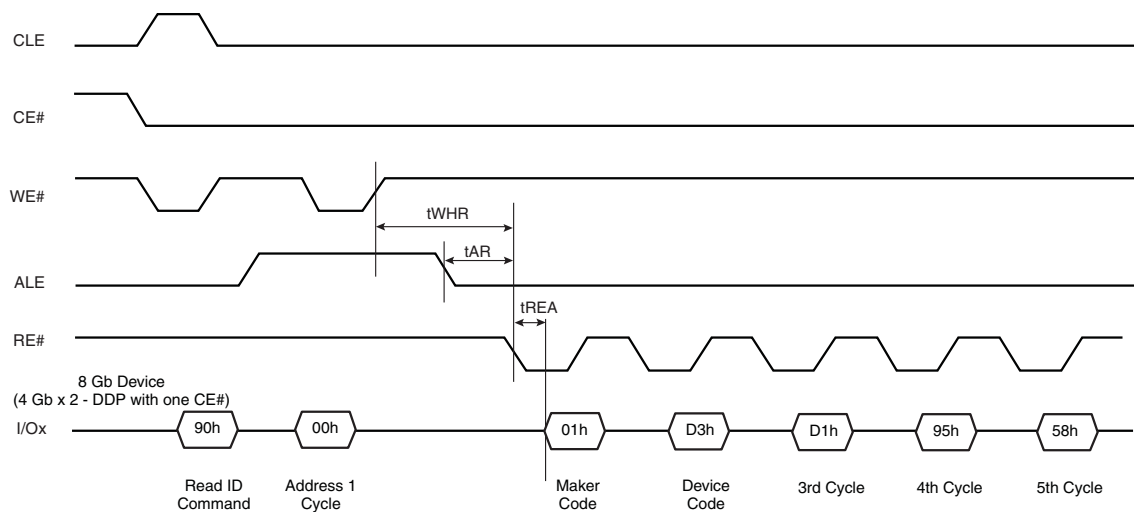 CLE
CE#
WE#
tWHR
tAR
ALE
tREA
RE#
8 Gb Device
(4 Gb x 2 - DDP with one CE#)
I/Ox
90h
00h
01h
D3h
D1h
95h
58h
Read ID
Command
Address 1
Cycle
Maker
Code
Device
Code
3rd Cycle
4th Cycle
5th Cycle